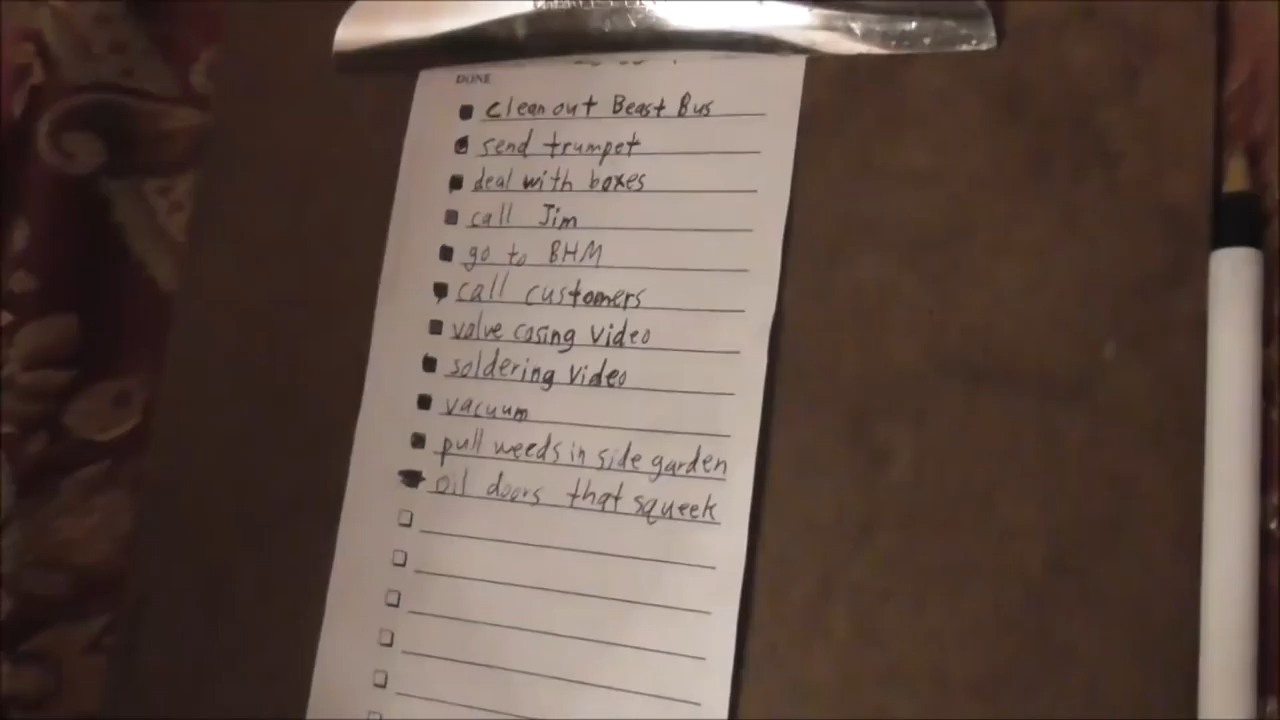 DONE
clean out Beast Bus
send trumpet
deal with boxes
call Jim
go to BHM
call customers
valve casing Video
soldering Video
vacuum
pull weeds in side garden
oil doors that squeek